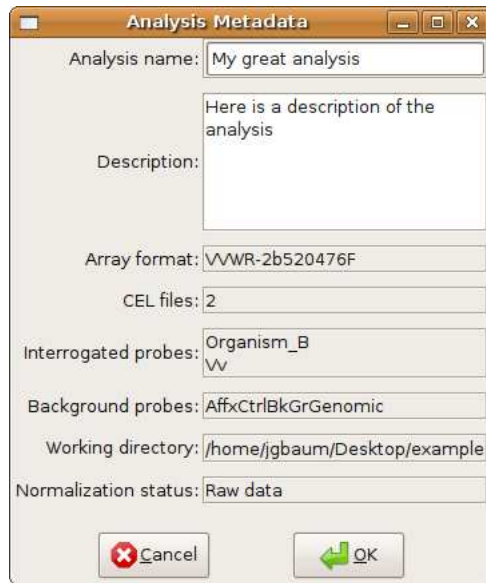 Analysis Metadata
Analysis name: My great analysis
Description: Here is a description of the
analysis
Array format: VVWR-2b520476F
CEL files: 2
Interrogated probes: Organism_B
Vv
Background probes: AffxCtrlBkGrGenomic
Working directory: /home/jgbaum/Desktop/example
Normalization status: Raw data
Cancel OK